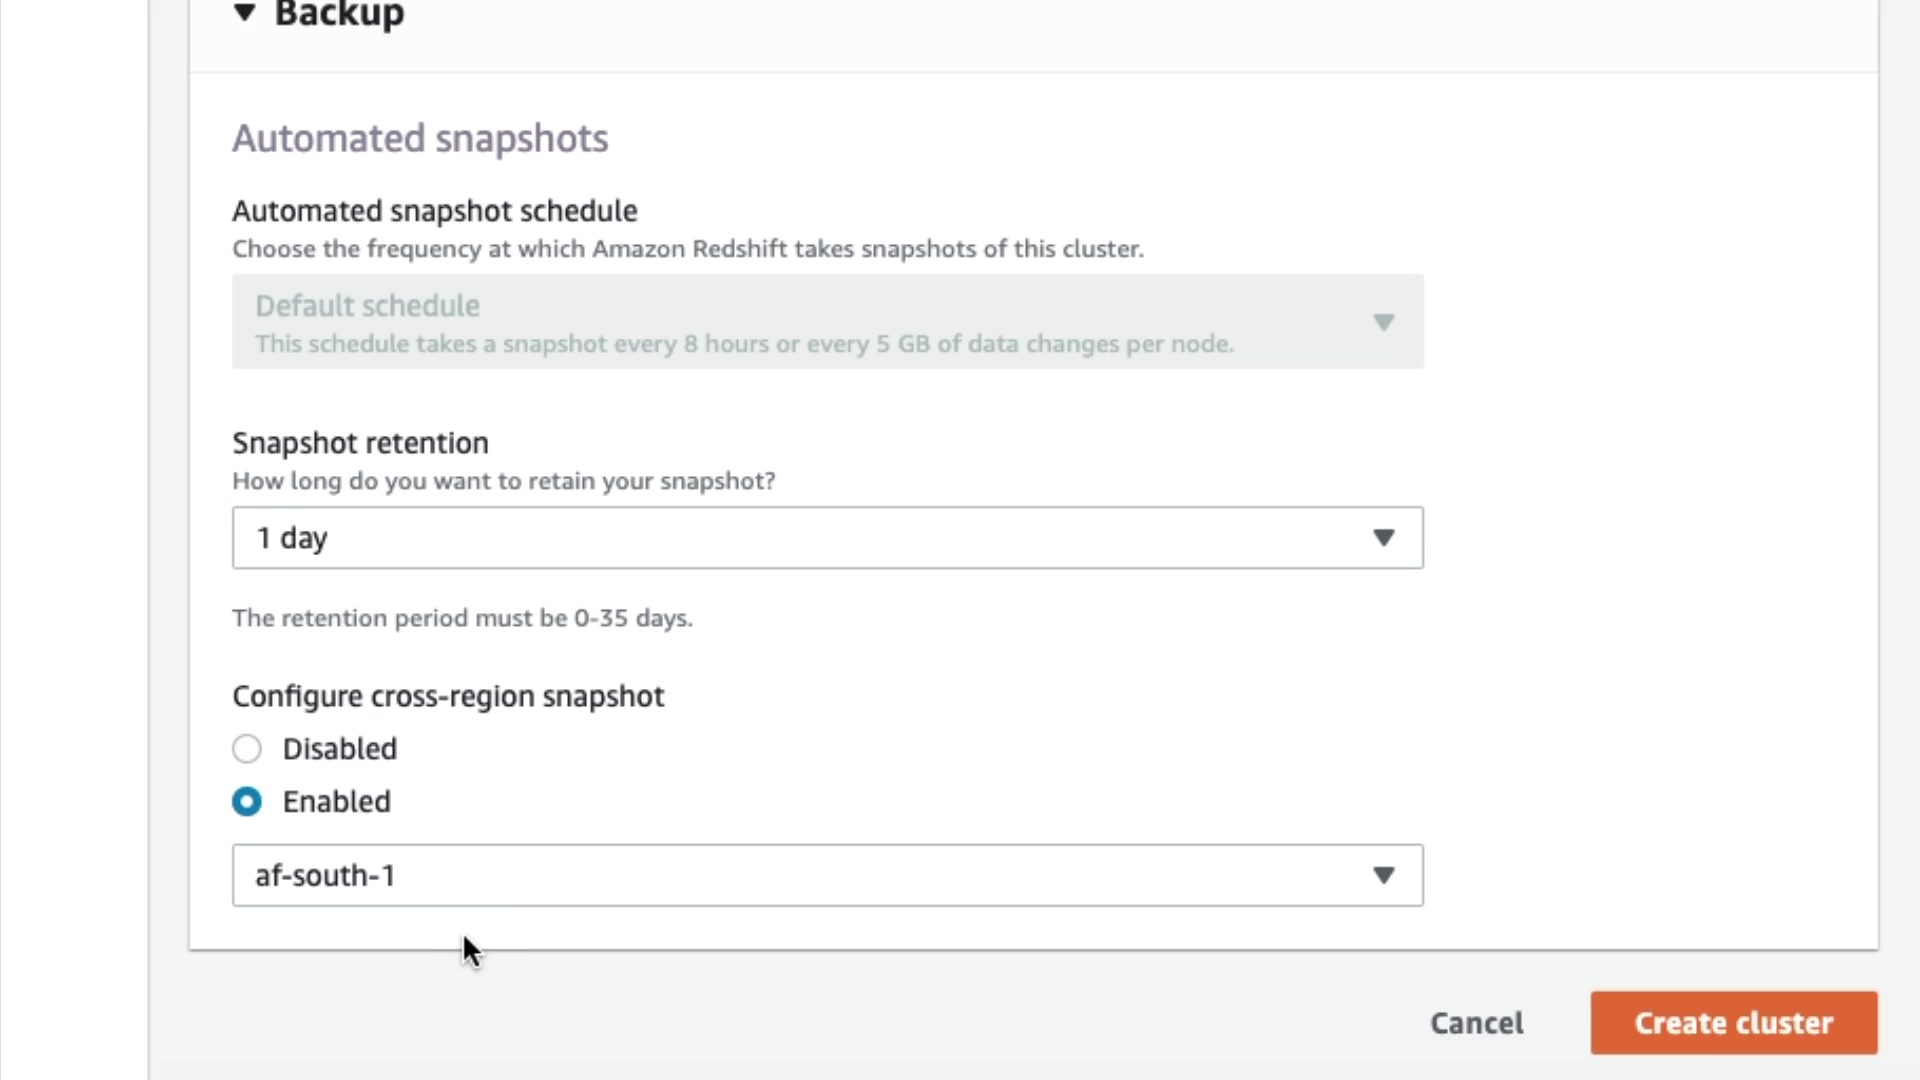 Backup
Automated snapshots
Automated snapshot schedule
Choose the frequency at which Amazon Redshift takes snapshots of this cluster.
Default schedule
This schedule takes a snapshot every 8 hours or every 5 GB of data changes per node.
Snapshot retention
How long do you want to retain your snapshot?
1 day
The retention period must be 0-35 days.
Configure cross-region snapshot
Disabled
Enabled
af-south-1
Cancel
Create cluster